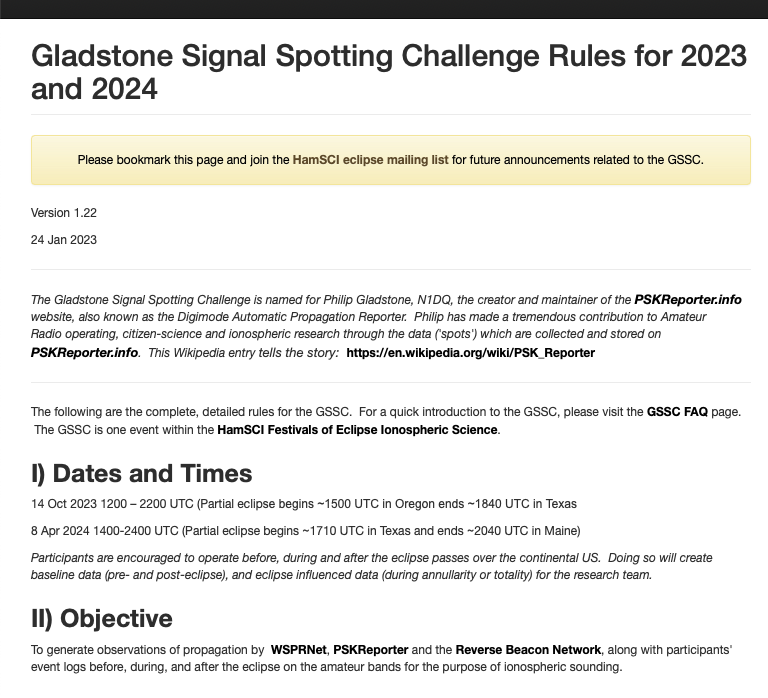 Gladstone Signal Spotting Challenge Rules for 2023
and 2024
Please bookmark this page and join the HamSCI eclipse mailing list for future announcements related to the GSSC.
Version 1.22
24 Jan 2023
The Gladstone Signal Spotting Challenge is named for Philip Gladstone, N1DQ, the creator and maintainer of the PSKReporter.info
website, also known as the Digimode Automatic Propagation Reporter.  Philip has made a tremendous contribution to Amateur
Radio operating, citizen-science and ionospheric research through the data ('spots') which are collected and stored on
PSKReporter.info.  This Wikipedia entry tells the story:  https://en.wikipedia.org/wiki/PSK_Reporter
The following are the complete, detailed rules for the GSSC.  For a quick introduction to the GSSC, please visit the GSSC FAQ page.
The GSSC is one event within the HamSCI Festivals of Eclipse Ionospheric Science.
I) Dates and Times
14 Oct 2023 1200 – 2200 UTC (Partial eclipse begins ~1500 UTC in Oregon ends ~1840 UTC in Texas
8 Apr 2024 1400-2400 UTC (Partial eclipse begins ~1710 UTC in Texas and ends ~2040 UTC in Maine)
Participants are encouraged to operate before, during and after the eclipse passes over the continental US.  Doing so will create
baseline data (pre- and post-eclipse), and eclipse influenced data (during annularity or totality) for the research team.
II) Objective
To generate observations of propagation by  WSPRNet, PSKReporter and the Reverse Beacon Network, along with participants'
event logs before, during, and after the eclipse on the amateur bands for the purpose of ionospheric sounding.